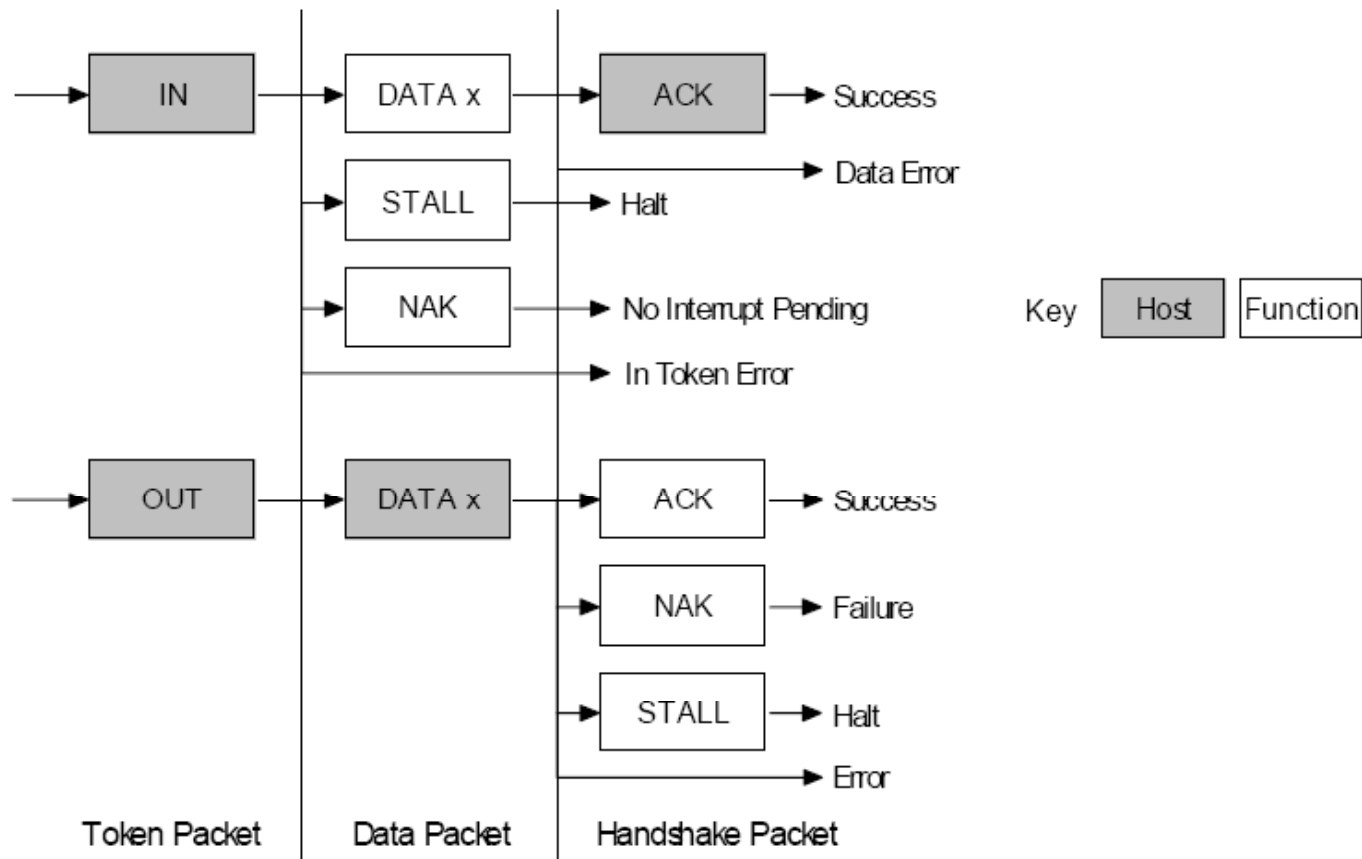 IN
DATA x
ACK
Success
Data Error
STALL
Halt
NAK
No Interrupt Pending
Key
Host
Function
In Token Error
OUT
DATA x
ACK
Success
NAK
Failure
STALL
Halt
Error
Token Packet
Data Packet
Handshake Packet